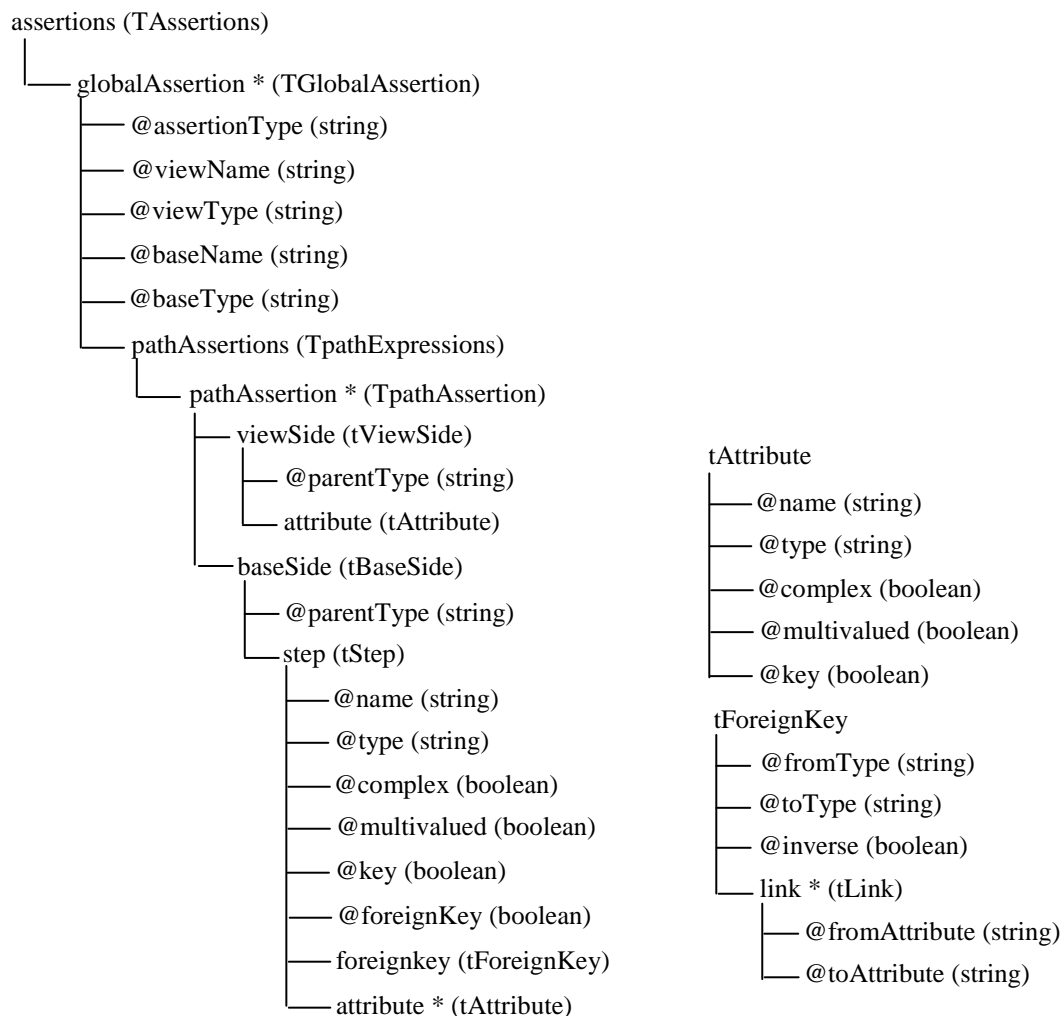 assertions (TAssertions)
globalAssertion * (TGlobalAssertion)
@assertionType (string)
@viewName (string)
@viewType (string)
@baseName (string)
@baseType (string)
pathAssertions (TpathExpressions)
pathAssertion * (TpathAssertion)
viewSide (tViewSide)
@parentType (string)
attribute (tAttribute)
baseSide (tBaseSide)
@parentType (string)
step (tStep)
@name (string)
@type (string)
@complex (boolean)
@multivalued (boolean)
@key (boolean)
@foreignKey (boolean)
foreignkey (tForeignKey)
attribute * (tAttribute)
tAttribute
@name (string)
@type (string)
@complex (boolean)
@multivalued (boolean)
@key (boolean)
tForeignKey
@fromType (string)
@toType (string)
@inverse (boolean)
link * (tLink)
@fromAttribute (string)
@toAttribute (string)